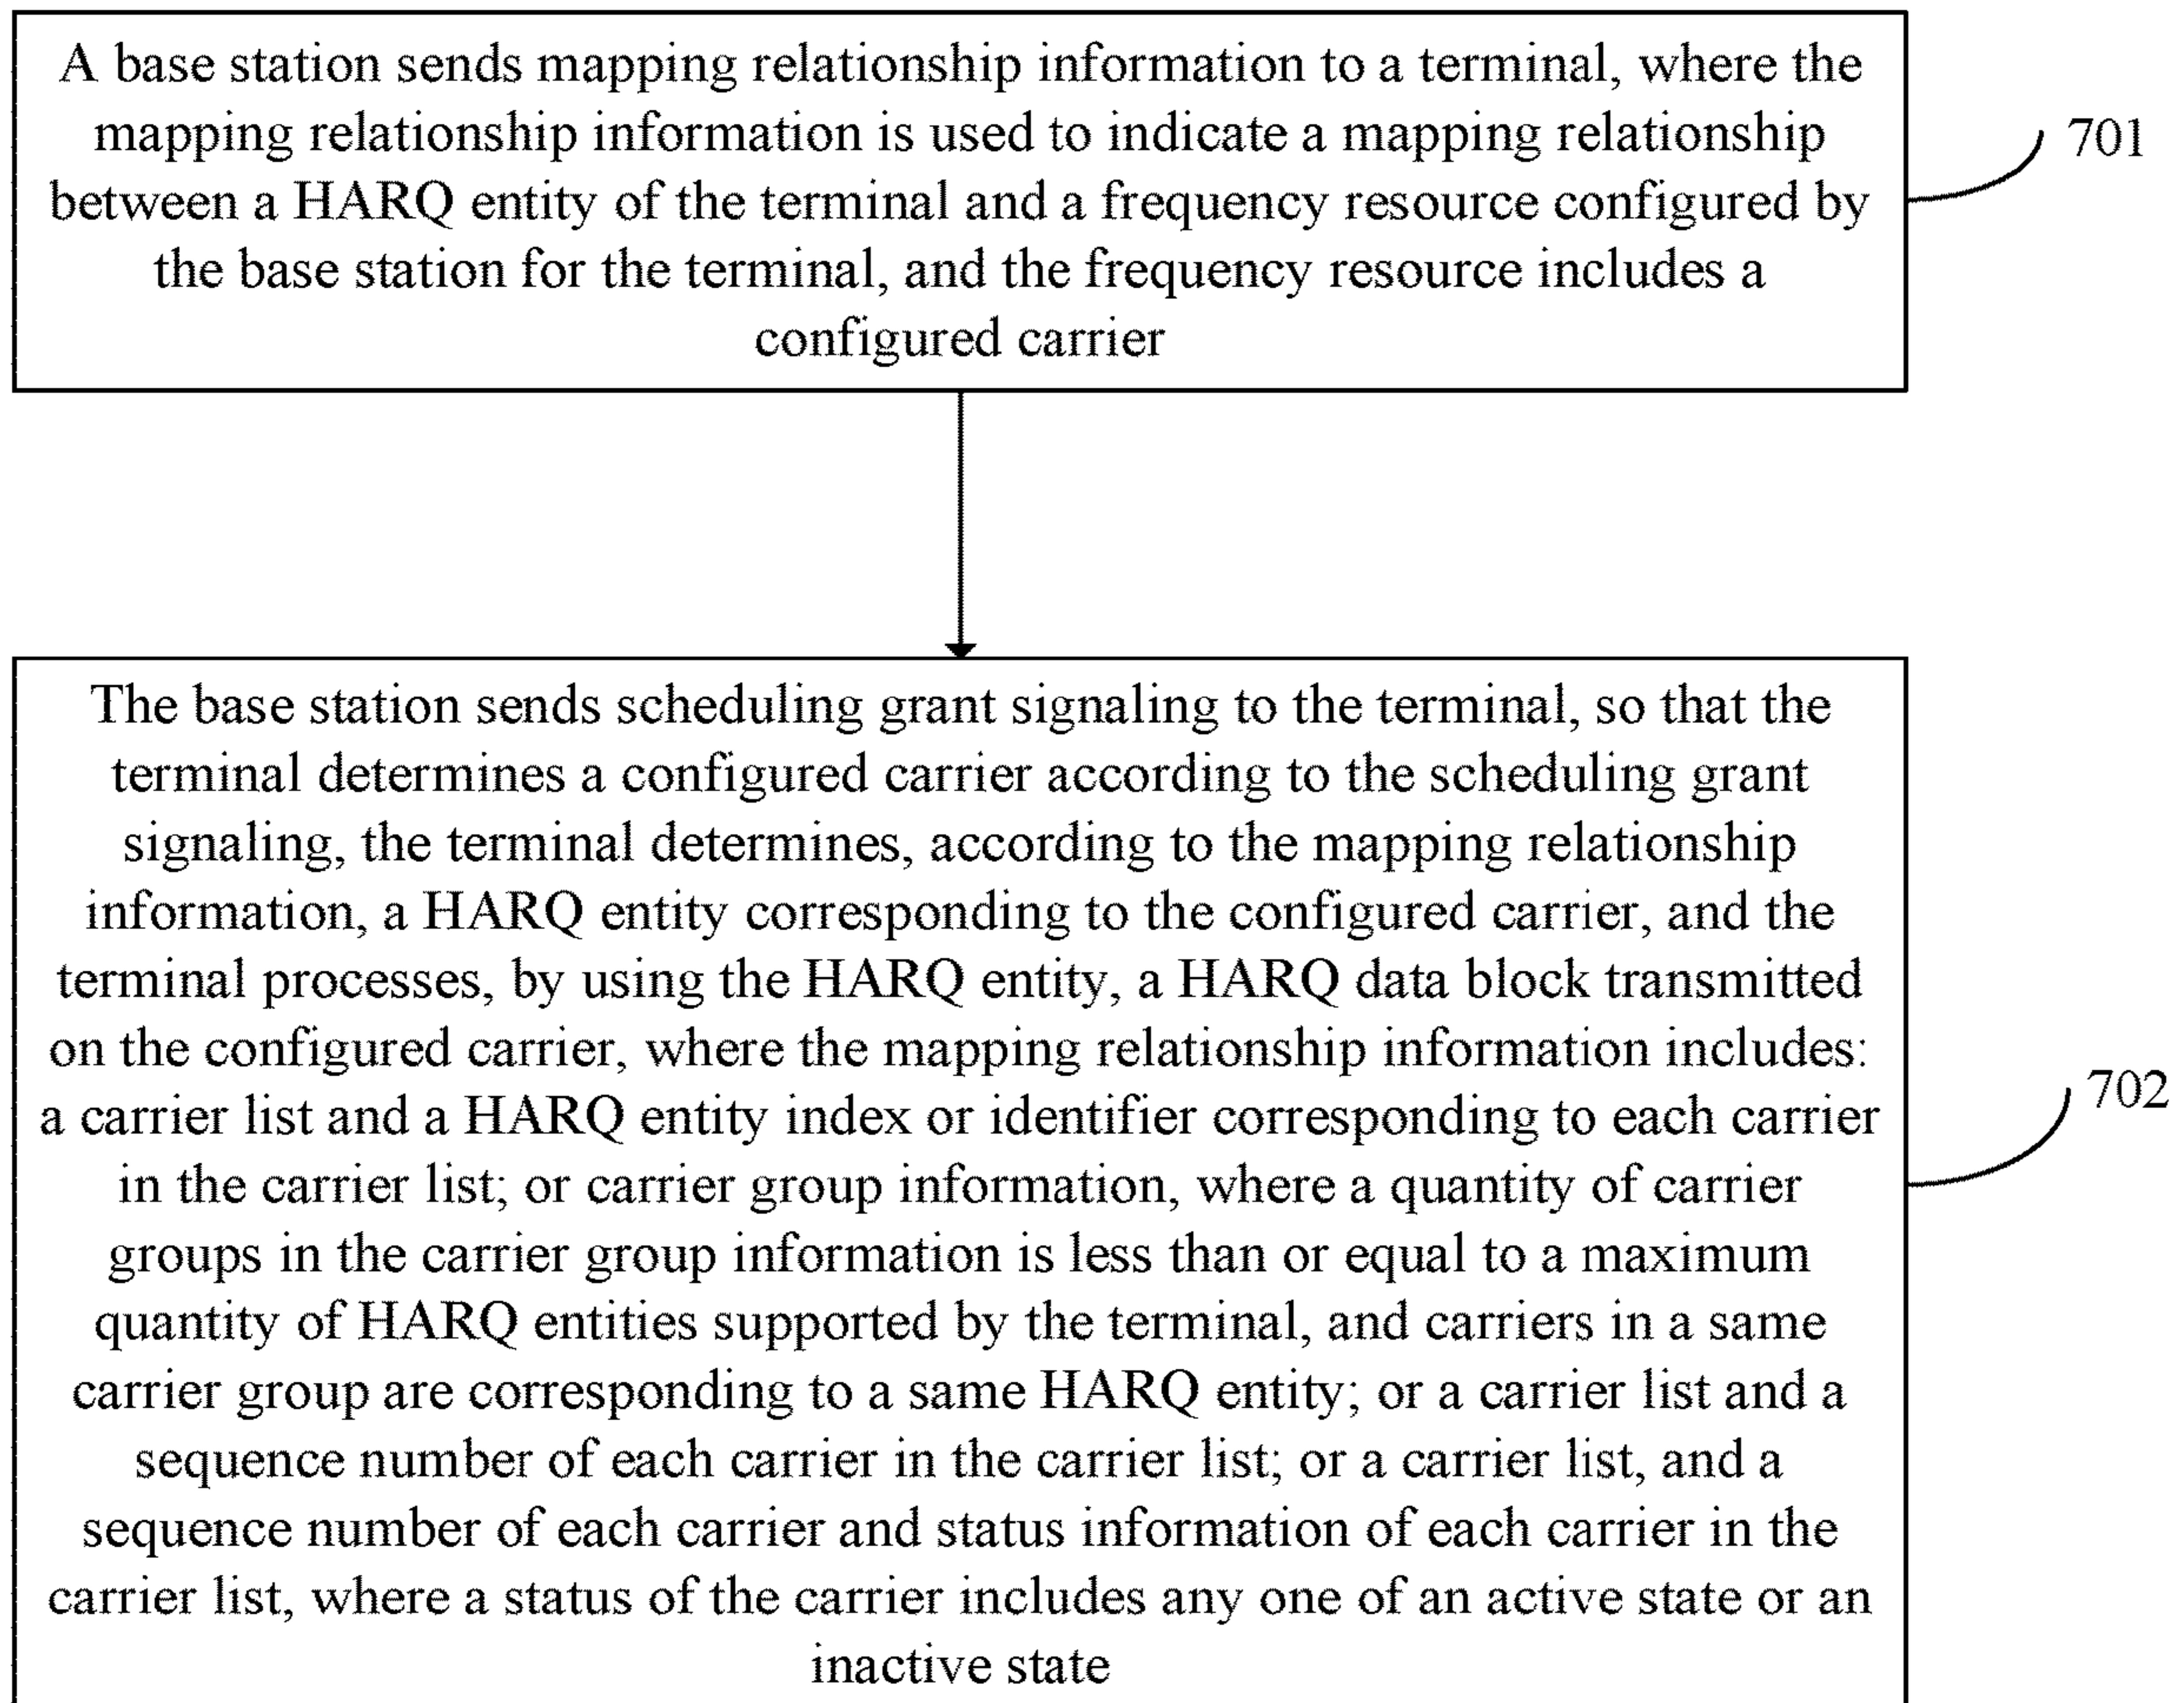 A base station sends mapping relationship information to a terminal, where the
mapping relationship information is used to indicate a mapping relationship
between a HARQ entity of the terminal and a frequency resource configured by
the base station for the terminal, and the frequency resource includes a
configured carrier
701
The base station sends scheduling grant signaling to the terminal, so that the
terminal determines a configured carrier according to the scheduling grant
signaling, the terminal determines, according to the mapping relationship
information, a HARQ entity corresponding to the configured carrier, and the
terminal processes, by using the HARQ entity, a HARQ data block transmitted
on the configured carrier, where the mapping relationship information includes:
a carrier list and a HARQ entity index or identifier corresponding to each carrier
in the carrier list; or carrier group information, where a quantity of carrier
groups in the carrier group information is less than or equal to a maximum
quantity of HARQ entities supported by the terminal, and carriers in a same
carrier group are corresponding to a same HARQ entity; or a carrier list and a
sequence number of each carrier in the carrier list; or a carrier list, and a
sequence number of each carrier and status information of each carrier in the
carrier list, where a status of the carrier includes any one of an active state or an
inactive state
702